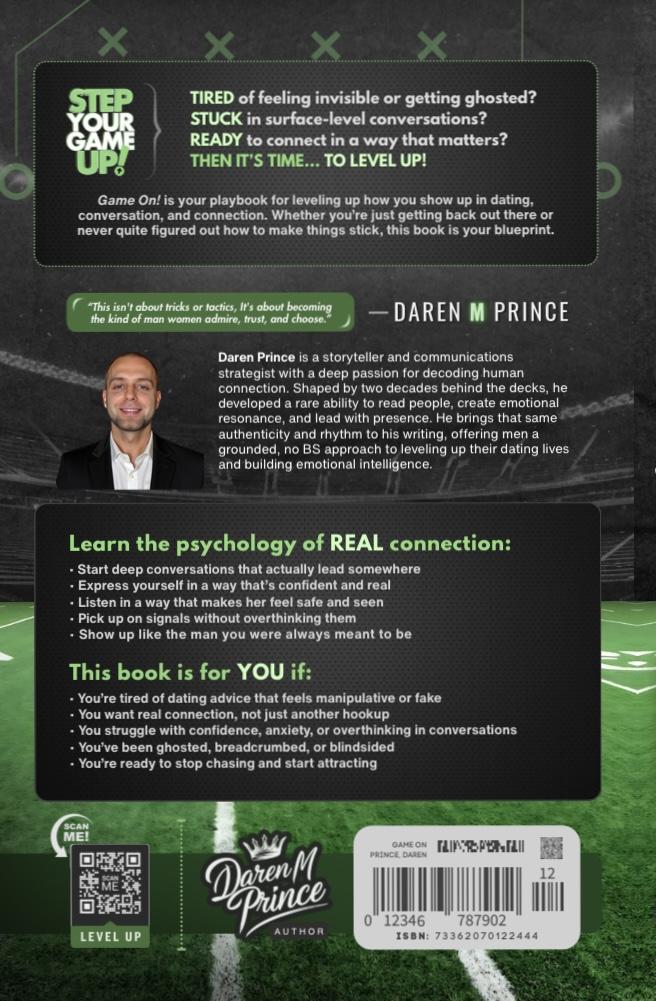 STEP
YOUR
GAME
UP!
TIRED of feeling invisible or getting ghosted?
STUCK in surface-level conversations?
READY to connect in a way that matters?
THEN IT'S TIME... TO LEVEL UP!
Game On! is your playbook for leveling up how you show up in dating,
conversation, and connection. Whether you're just getting back out there or
never quite figured out how to make things stick, this book is your blueprint.
"This isn't about tricks or tactics, It's about becoming
the kind of man women admire, trust, and choose."
—DAREN M PRINCE
Daren Prince is a storyteller and communications
strategist with a deep passion for decoding human
connection. Shaped by two decades behind the decks, he
developed a rare ability to read people, create emotional
resonance, and lead with presence. He brings that same
authenticity and rhythm to his writing, offering men a
grounded, no BS approach to leveling up their dating lives
and building emotional intelligence.
Learn the psychology of REAL connection:
• Start deep conversations that actually lead somewhere
• Express yourself in a way that's confident and real
• Listen in a way that makes her feel safe and seen
• Pick up on signals without overthinking them
• Show up like the man you were always meant to be
This book is for YOU if:
• You're tired of dating advice that feels manipulative or fake
• You want real connection, not just another hookup
• You struggle with confidence, anxiety, or overthinking in conversations
• You've been ghosted, breadcrumbed, or blindsided
• You're ready to stop chasing and start attracting
SCAN
ME!
SCAN
ME
LEVEL UP
Daren M
Prince
AUTHOR
GAME ON
PRINCE, DAREN
12
0 12346 787902
ISBN: 73362070122444